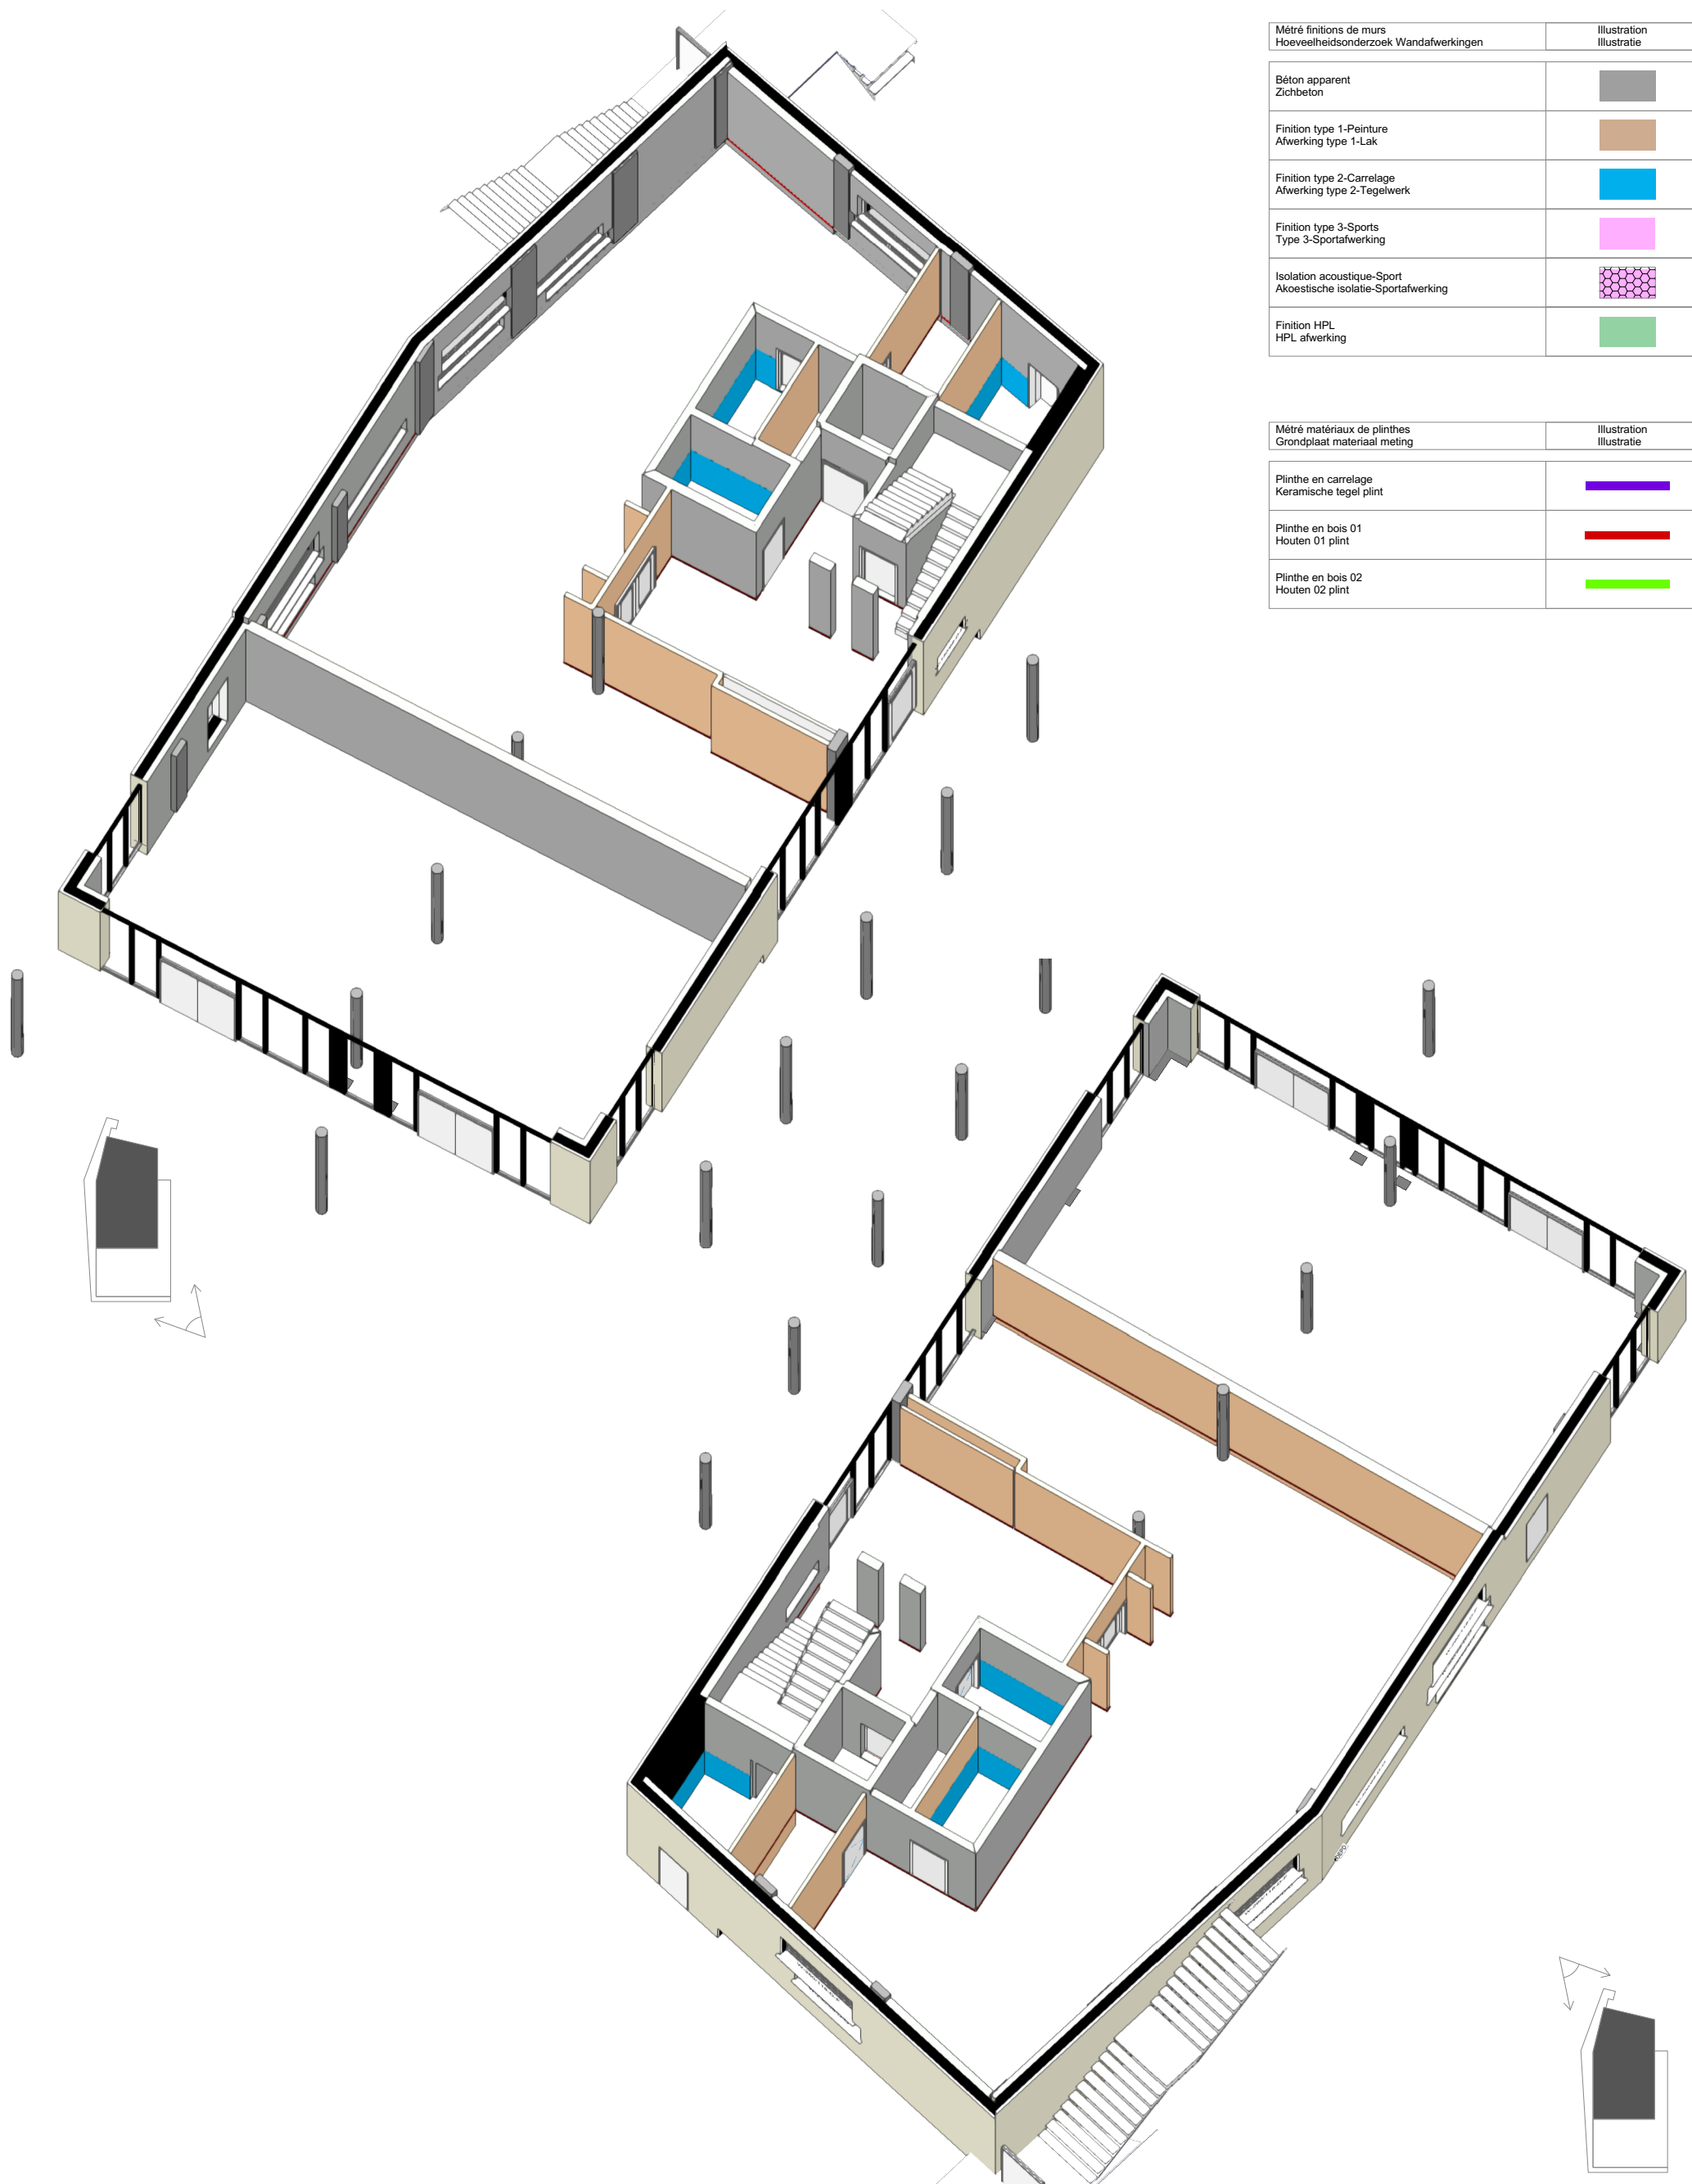 Métré finitions de murs
Hoeveelheidsonderzoek Wandafwerkingen
Illustration
Illustratie
Béton apparent
Zichbeton
Finition type 1-Peinture
Afwerking type 1-Lak
Finition type 2-Carrelage
Afwerking type 2-Tegelwerk
Finition type 3-Sports
Type 3-Sportafwerking
Isolation acoustique-Sport
Akoestische isolatie-Sportafwerking
Finition HPL
HPL afwerking
Métré matériaux de plinthes
Grondplaat materiaal meting
Illustration
Illustratie
Plinthe en carrelage
Keramische tegel plint
Plinthe en bois 01
Houten 01 plint
Plinthe en bois 02
Houten 02 plint